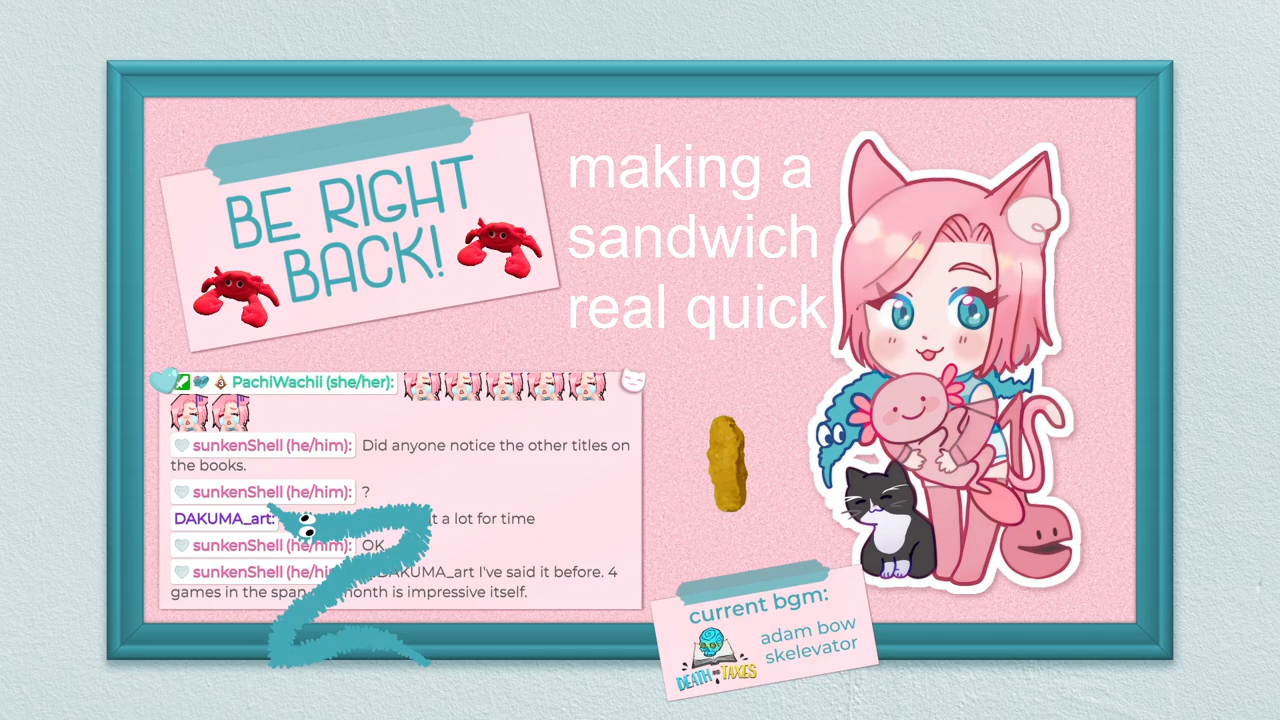 BE RIGHT
BACK!
making a
sandwich
real quick
PachiWachii (she/her):
sunkenShell (he/him): Did anyone notice the other titles on
the books.
sunkenShell (he/him): ?
DAKUMA_art: t a lot for time
sunkenShell (he/him): OK
sunkenShell (he/him): DAKUMA_art I've said it before. 4
games in the span month is impressive itself.
current bgm:
adam bow
skelevator
DEATH AND TAXES